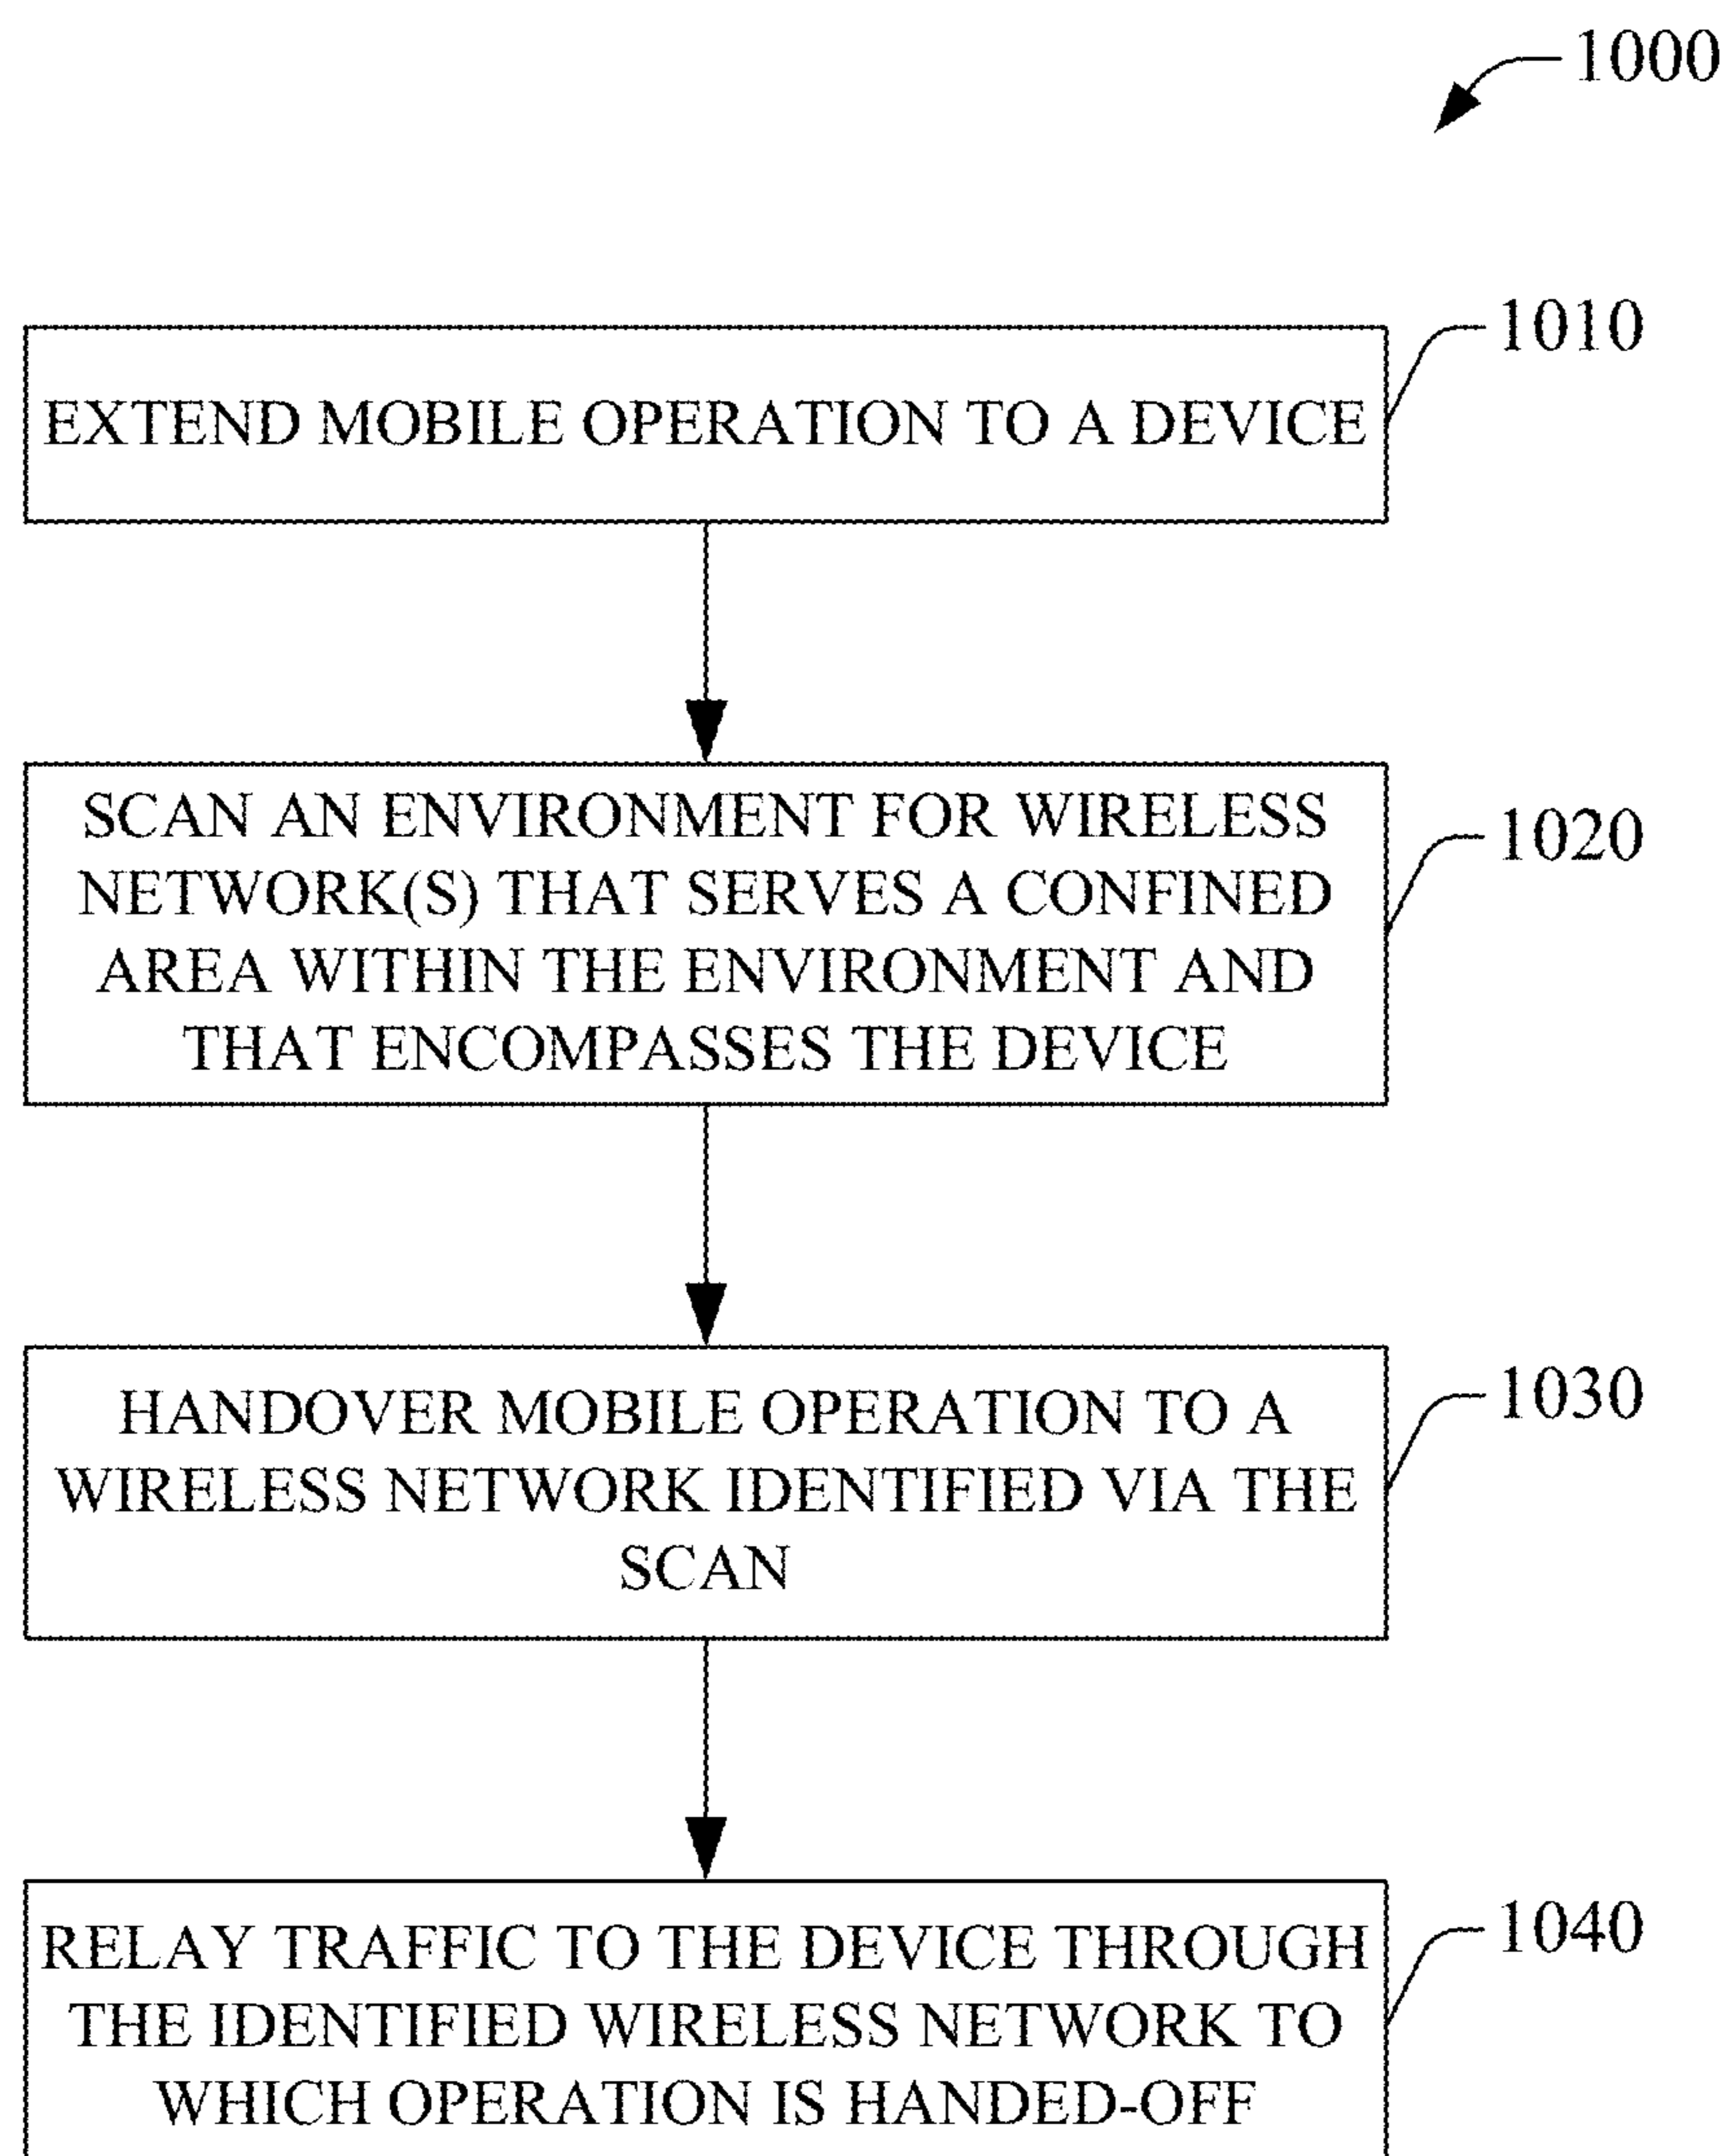 1000
1010
EXTEND MOBILE OPERATION TO A DEVICE
SCAN AN ENVIRONMENT FOR WIRELESS
1020
NETWORK(S) THAT SERVES A CONFINED
AREA WITHIN THE ENVIRONMENT AND
THAT ENCOMPASSES THE DEVICE
1030
HANDOVER MOBILE OPERATION TO A
WIRELESS NETWORK IDENTIFIED VIA THE
SCAN
1040
RELAY TRAFFIC TO THE DEVICE THROUGH
THE IDENTIFIED WIRELESS NETWORK TO
WHICH OPERATION IS HANDED-OFF